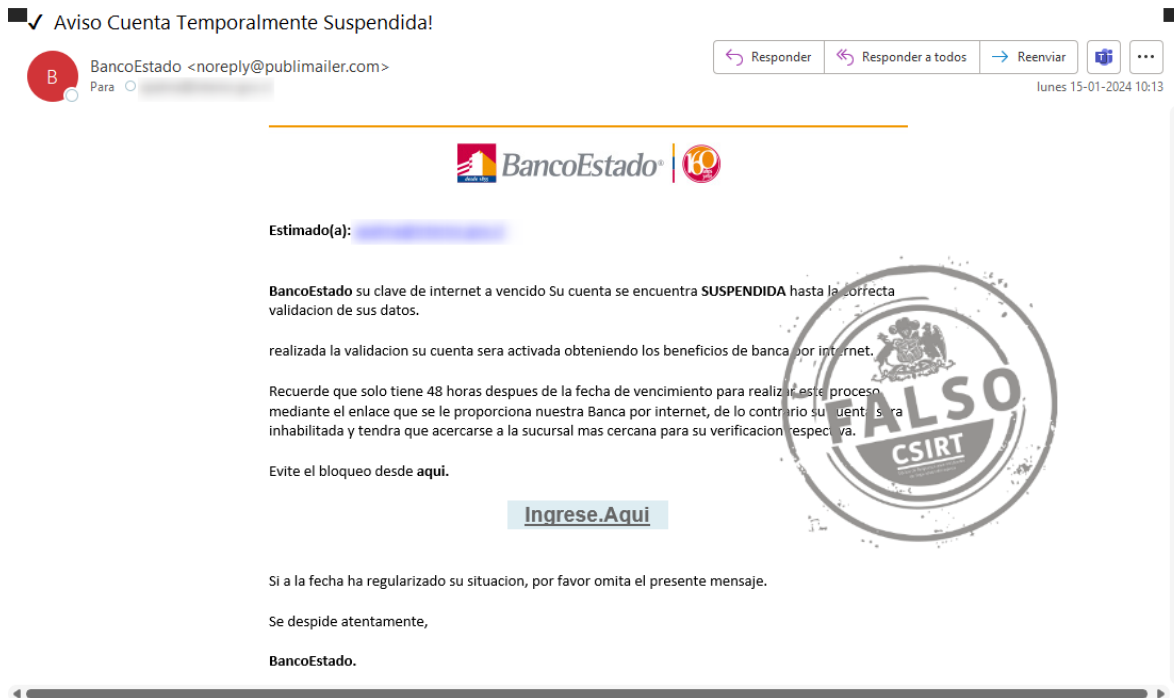 ✓ Aviso Cuenta Temporalmente Suspendida!
B
BancoEstado <noreply@publimailer.com>
Para
Responder
Responder a todos
Reenviar
lunes 15-01-2024 10:13
BancoEstado®
desde 1855
160
Estimado(a):
BancoEstado su clave de internet a vencido Su cuenta se encuentra SUSPENDIDA hasta la correcta
validacion de sus datos.
realizada la validacion su cuenta sera activada obteniendo los beneficios de banca por internet.
Recuerde que solo tiene 48 horas despues de la fecha de vencimiento para realizar este proceso
mediante el enlace que se le proporciona nuestra Banca por internet, de lo contrario su cuenta sera
inhabilitada y tendra que acercarse a la sucursal mas cercana para su verificacion respectiva.
FALSO
CSIRT
Evite el bloqueo desde aqui.
Ingrese.Aqui
Si a la fecha ha regularizado su situacion, por favor omita el presente mensaje.
Se despide atentamente,
BancoEstado.